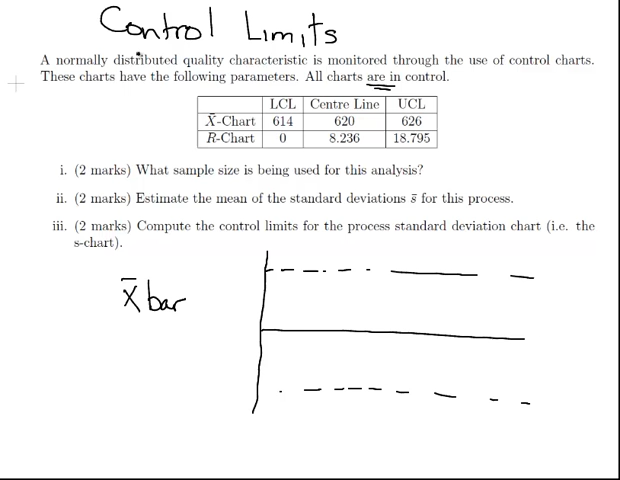 Control Limits
A normally distributed quality characteristic is monitored through the use of control charts.
These charts have the following parameters. All charts are in control.
LCL Centre Line UCL
X̄-Chart 614 620 626
R-Chart 0 8.236 18.795
i. (2 marks) What sample size is being used for this analysis?
ii. (2 marks) Estimate the mean of the standard deviations s̄ for this process.
iii. (2 marks) Compute the control limits for the process standard deviation chart (i.e. the
s-chart).
X̄ bar